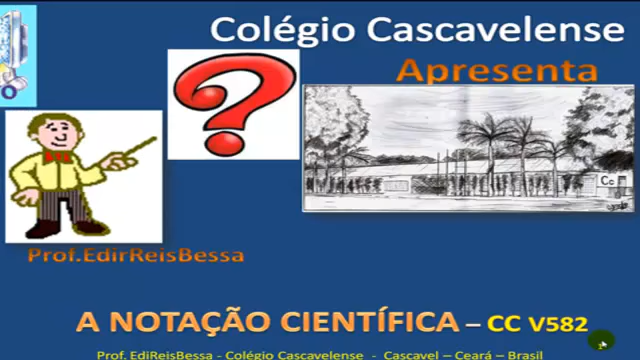 Colégio Cascavelense
Apresenta
Prof.EdirReisBessa
A NOTAÇÃO CIENTÍFICA – CC V582
Prof. EdiReisBessa - Colégio Cascavelense - Cascavel – Ceará – Brasil